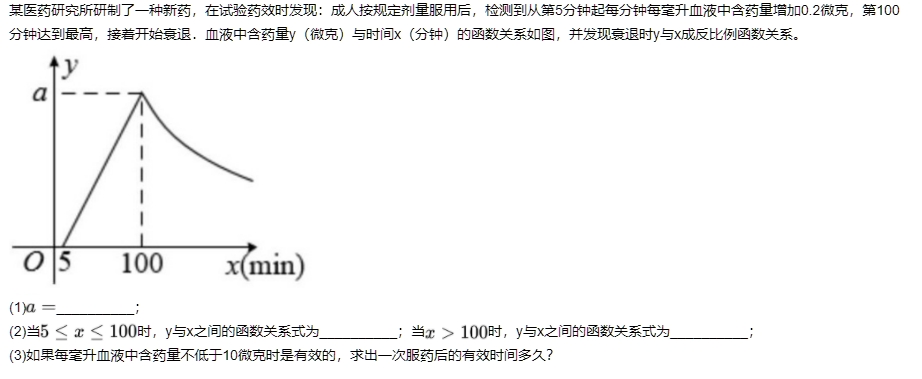 某医药研究所研制了一种新药，在试验药效时发现：成人按规定剂量服用后，检测到从第5分钟起每分钟每毫升血液中含药量增加0.2微克，第100
分钟达到最高，接着开始衰退．血液中含药量y（微克）与时间x（分钟）的函数关系如图，并发现衰退时y与x成反比例函数关系。
y
a
O 5 100 x(min)
(1)a = __________;
(2)当5 ≤ x ≤ 100时，y与x之间的函数关系式为__________；当x > 100时，y与x之间的函数关系式为__________;
(3)如果每毫升血液中含药量不低于10微克时是有效的，求出一次服药后的有效时间多久？